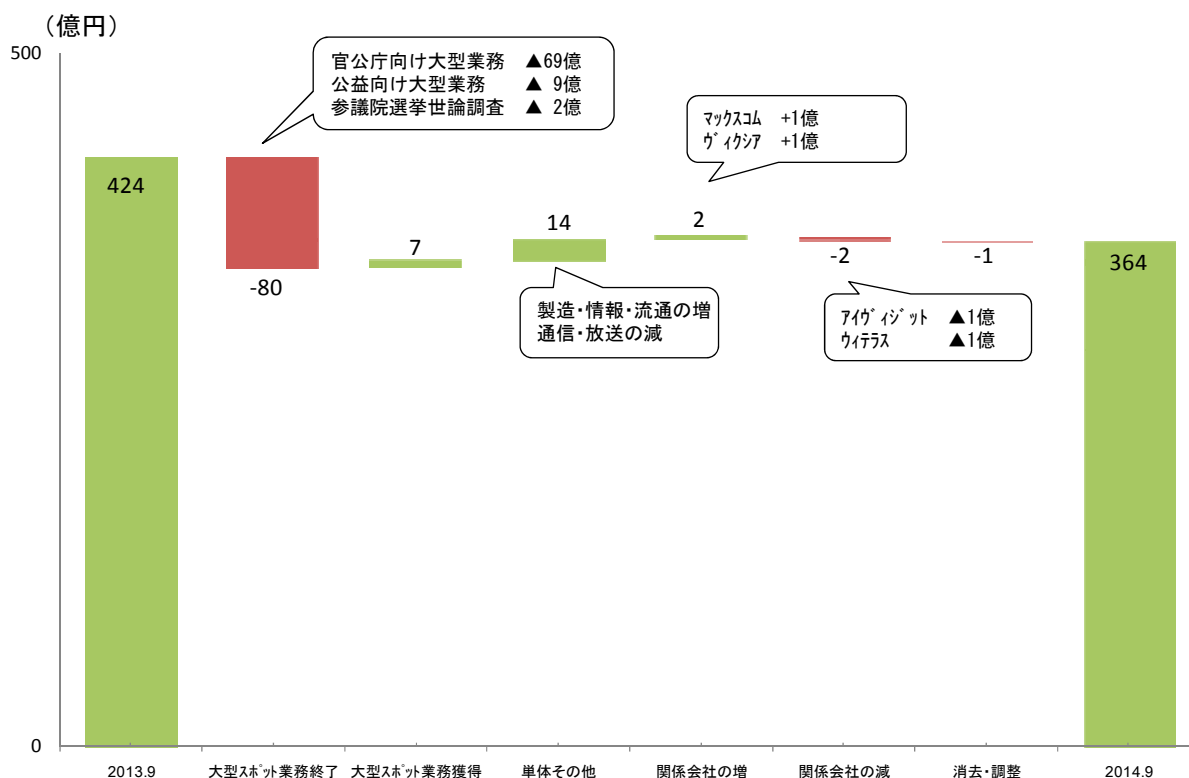 （億円）
500
官公庁向け大型業務 ▲69億
公益向け大型業務 ▲ 9億
参議院選挙世論調査 ▲ 2億
ﾏｯｸｽｺﾑ +1億
ｳﾞｨｸｼｱ +1億
424
-80
7
14
2
-2
-1
364
製造・情報・流通の増
通信・放送の減
ｱｲｳﾞｨｼﾞｯﾄ ▲1億
ｳｨﾃﾗｽ ▲1億
0
2013.9 大型ｽﾎﾟｯﾄ業務終了 大型ｽﾎﾟｯﾄ業務獲得 単体その他 関係会社の増 関係会社の減 消去・調整 2014.9